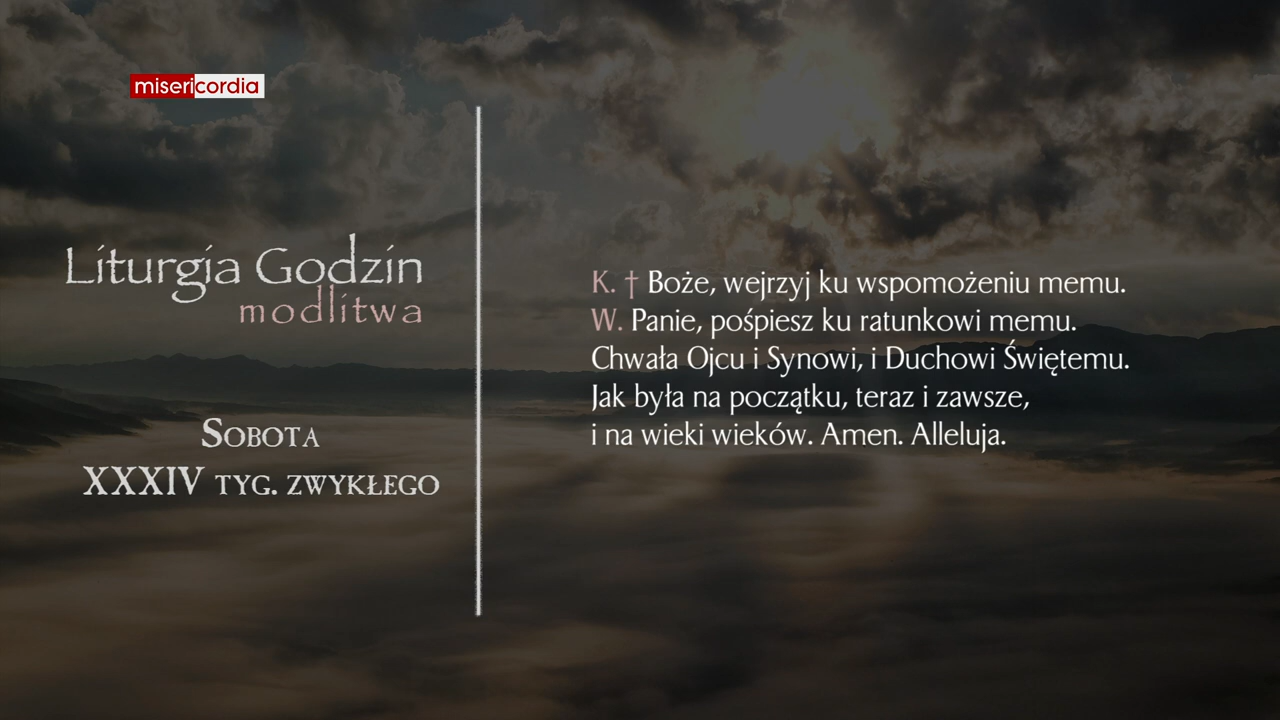 misericordia
Liturgia Godzin
modlitwa
Sobota
XXXIV tyg. zwykłego
K. † Boże, wejrzyj ku wspomożeniu memu.
W. Panie, pośpiesz ku ratunkowi memu.
Chwała Ojcu i Synowi, i Duchowi Świętemu.
Jak była na początku, teraz i zawsze,
i na wieki wieków. Amen. Alleluja.